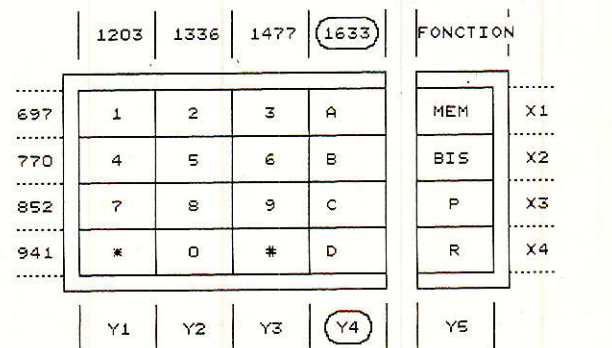 1203 1336 1477 1633 FONCTION
697 1 2 3 A MEM X1
770 4 5 6 B BIS X2
852 7 8 9 C P X3
941 * 0 # D R X4
Y1 Y2 Y3 Y4 Y5